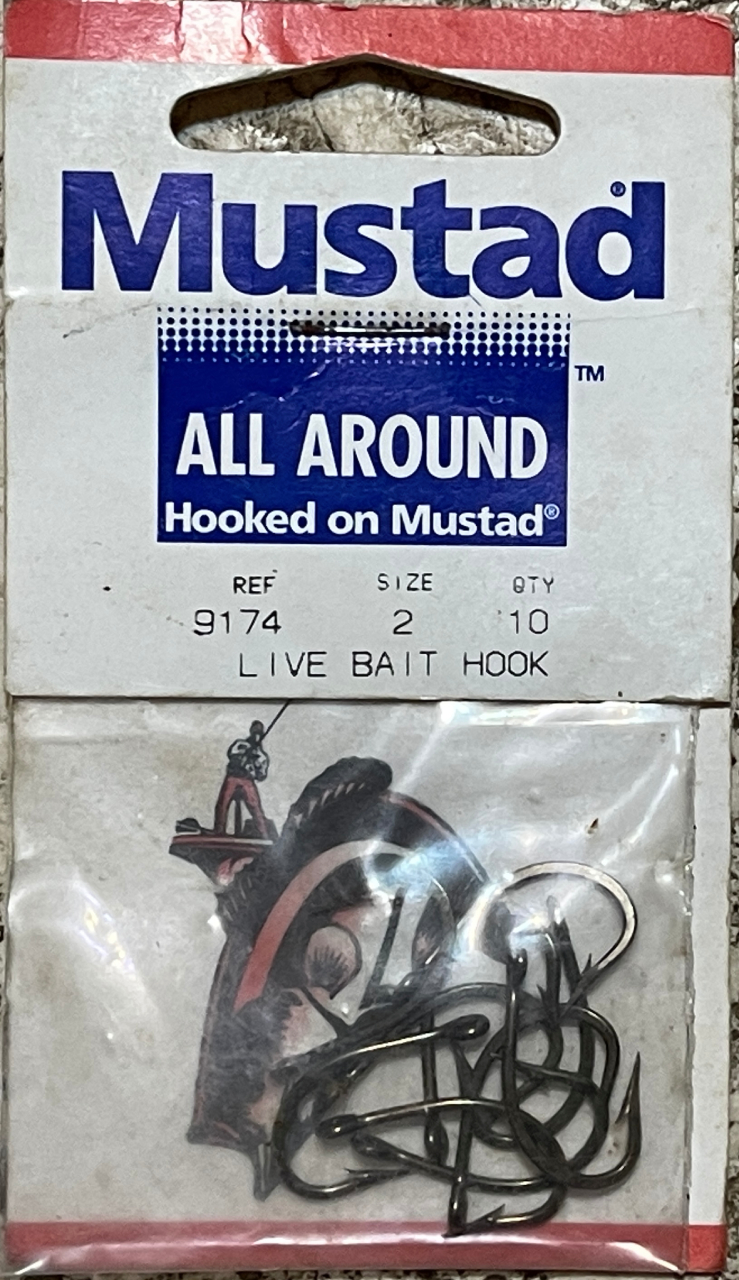 Mustad®
TM
ALL AROUND
Hooked on Mustad®
REF SIZE QTY
9174 2 10
LIVE BAIT HOOK